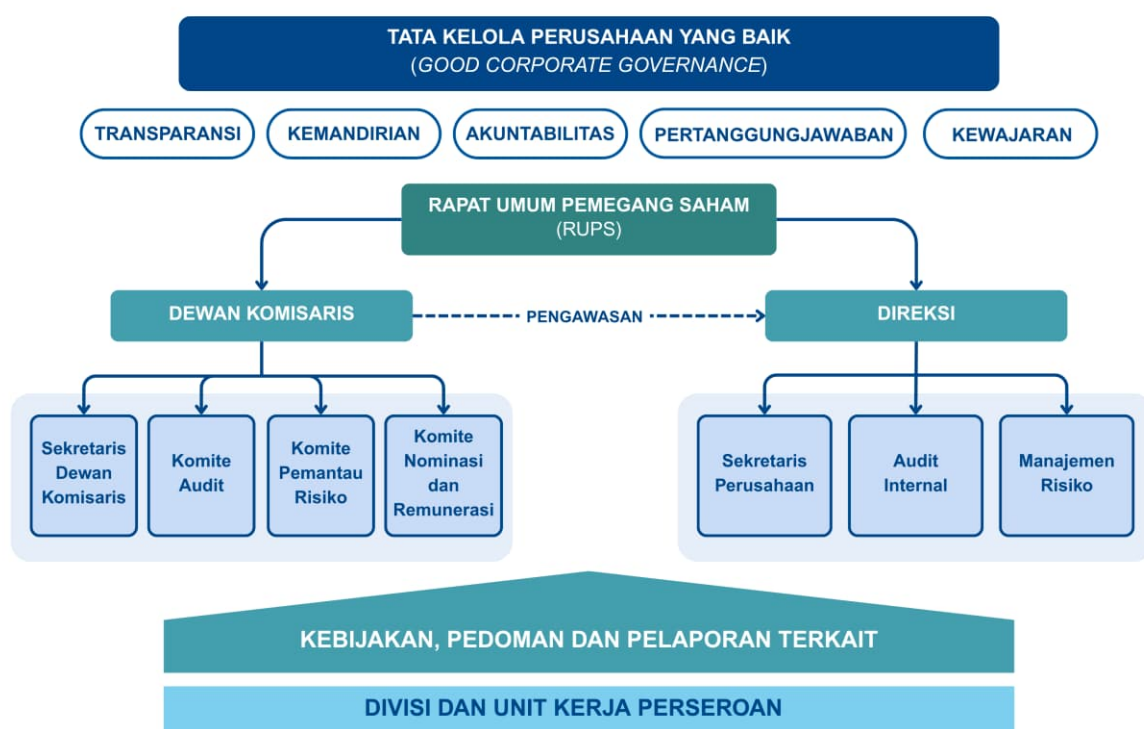 TATA KELOLA PERUSAHAAN YANG BAIK
(GOOD CORPORATE GOVERNANCE)
TRANSPARANSI
KEMANDIRIAN
AKUNTABILITAS
PERTANGGUNGJAWABAN
KEWAJARAN
RAPAT UMUM PEMEGANG SAHAM
(RUPS)
DEWAN KOMISARIS
PENGAWASAN
DIREKSI
Sekretaris
Dewan
Komisaris
Komite
Audit
Komite
Pemantau
Risiko
Komite
Nominasi
dan
Remunerasi
Sekretaris
Perusahaan
Audit
Internal
Manajemen
Risiko
KEBIJAKAN, PEDOMAN DAN PELAPORAN TERKAIT
DIVISI DAN UNIT KERJA PERSEROAN